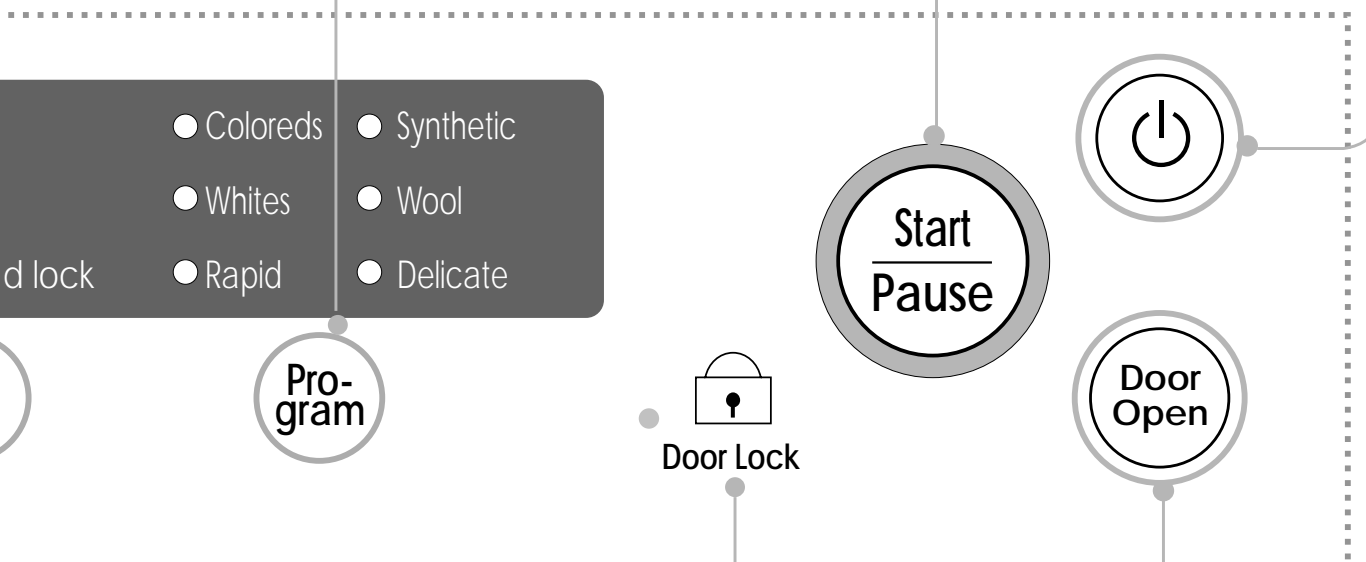 Coloreds Synthetic
Whites Wool
d lock Rapid Delicate
Start
Pause
Pro-
gram
Door
Open
Door Lock